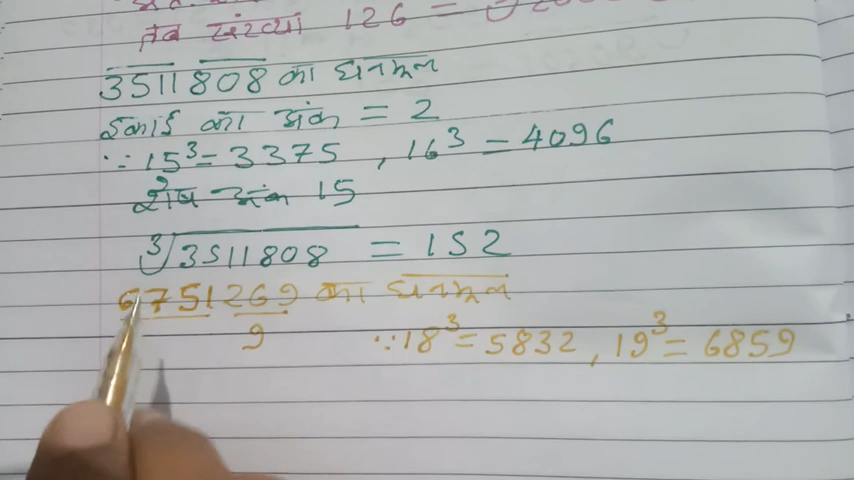 संख्या 126 =
3511808 का घनमूल
इकाई का अंक = 2
∵ 15³ = 3375 , 16³ = 4096
शेष अंक 15
∛3511808 = 152
6751269 का घनमूल
9 ∵ 18³ = 5832 , 19³ = 6859